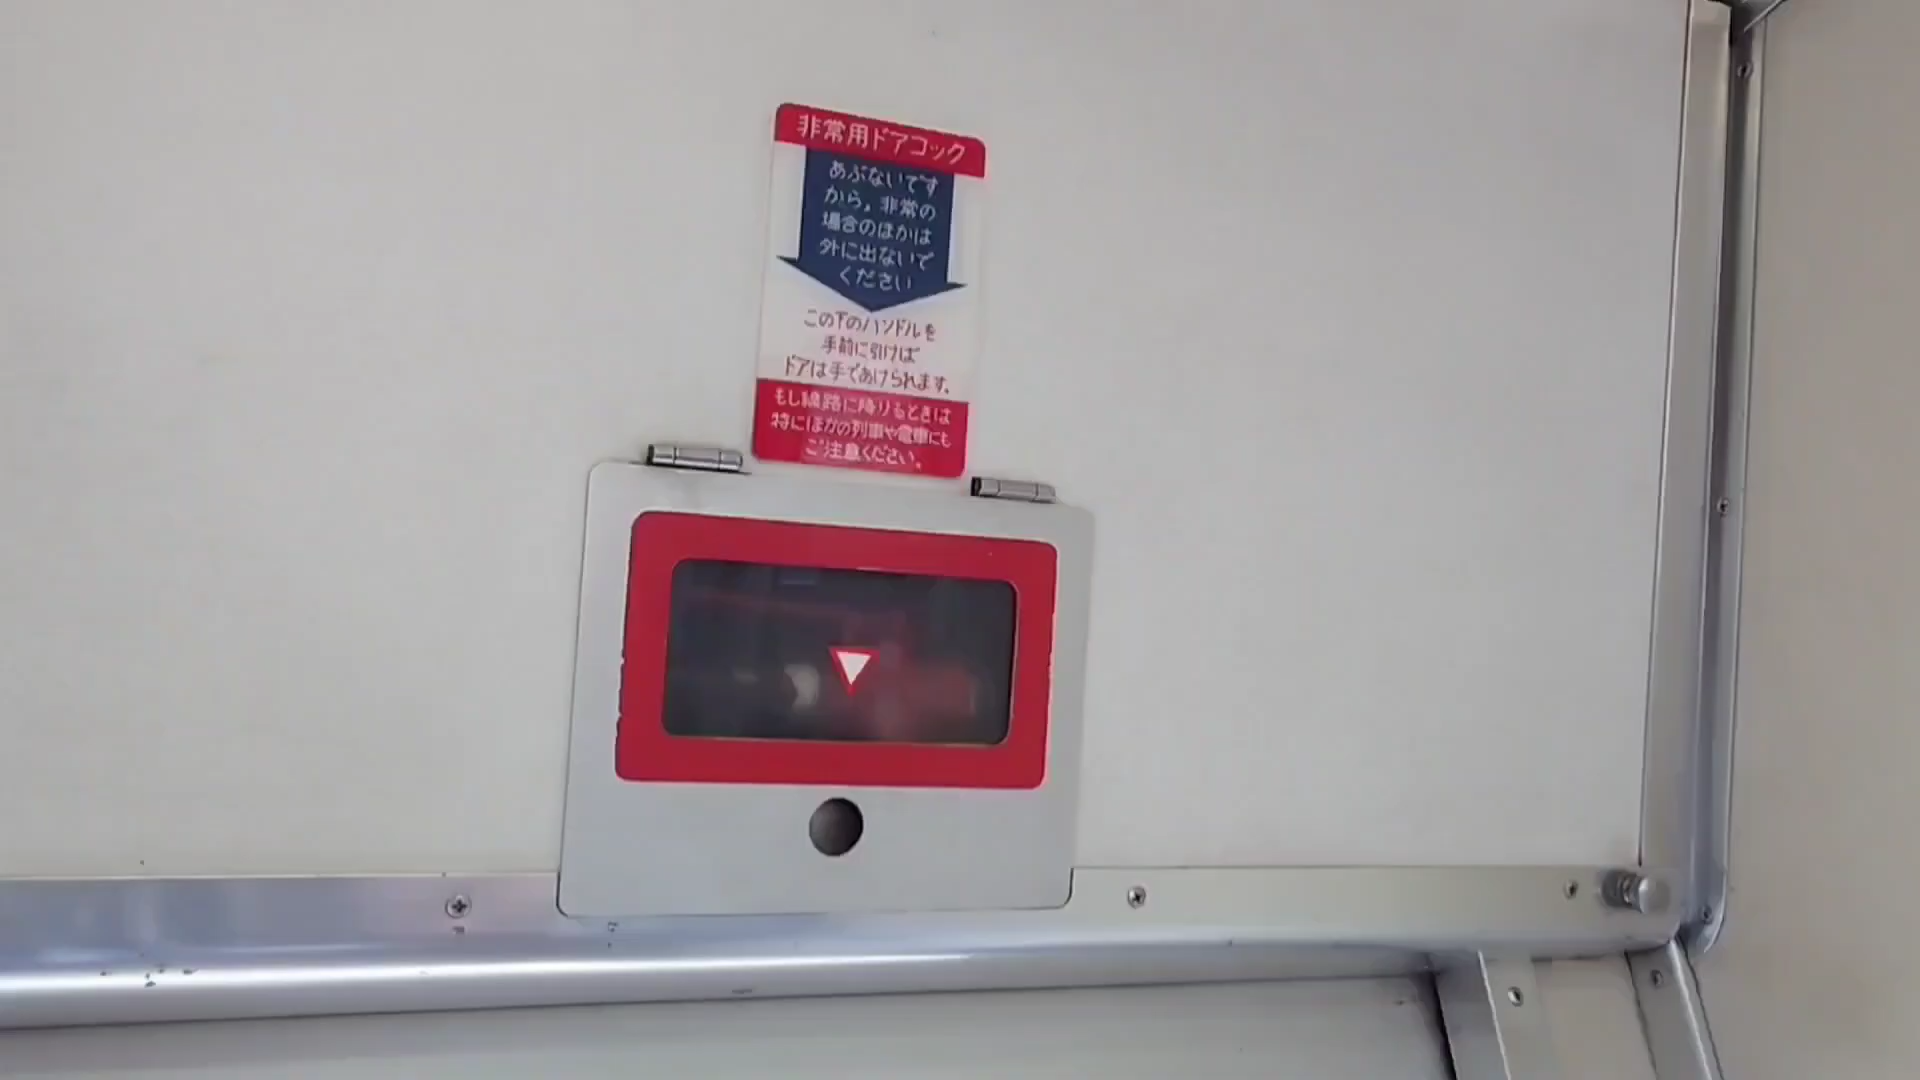 非常用ドアコック
あぶないです
から，非常の
場合のほかは
外に出ないで
ください
この下のハンドルを
手前に引けば
ドアは手であけられます。
もし線路に降りるときは
特にほかの列車や電車にも
ご注意ください。